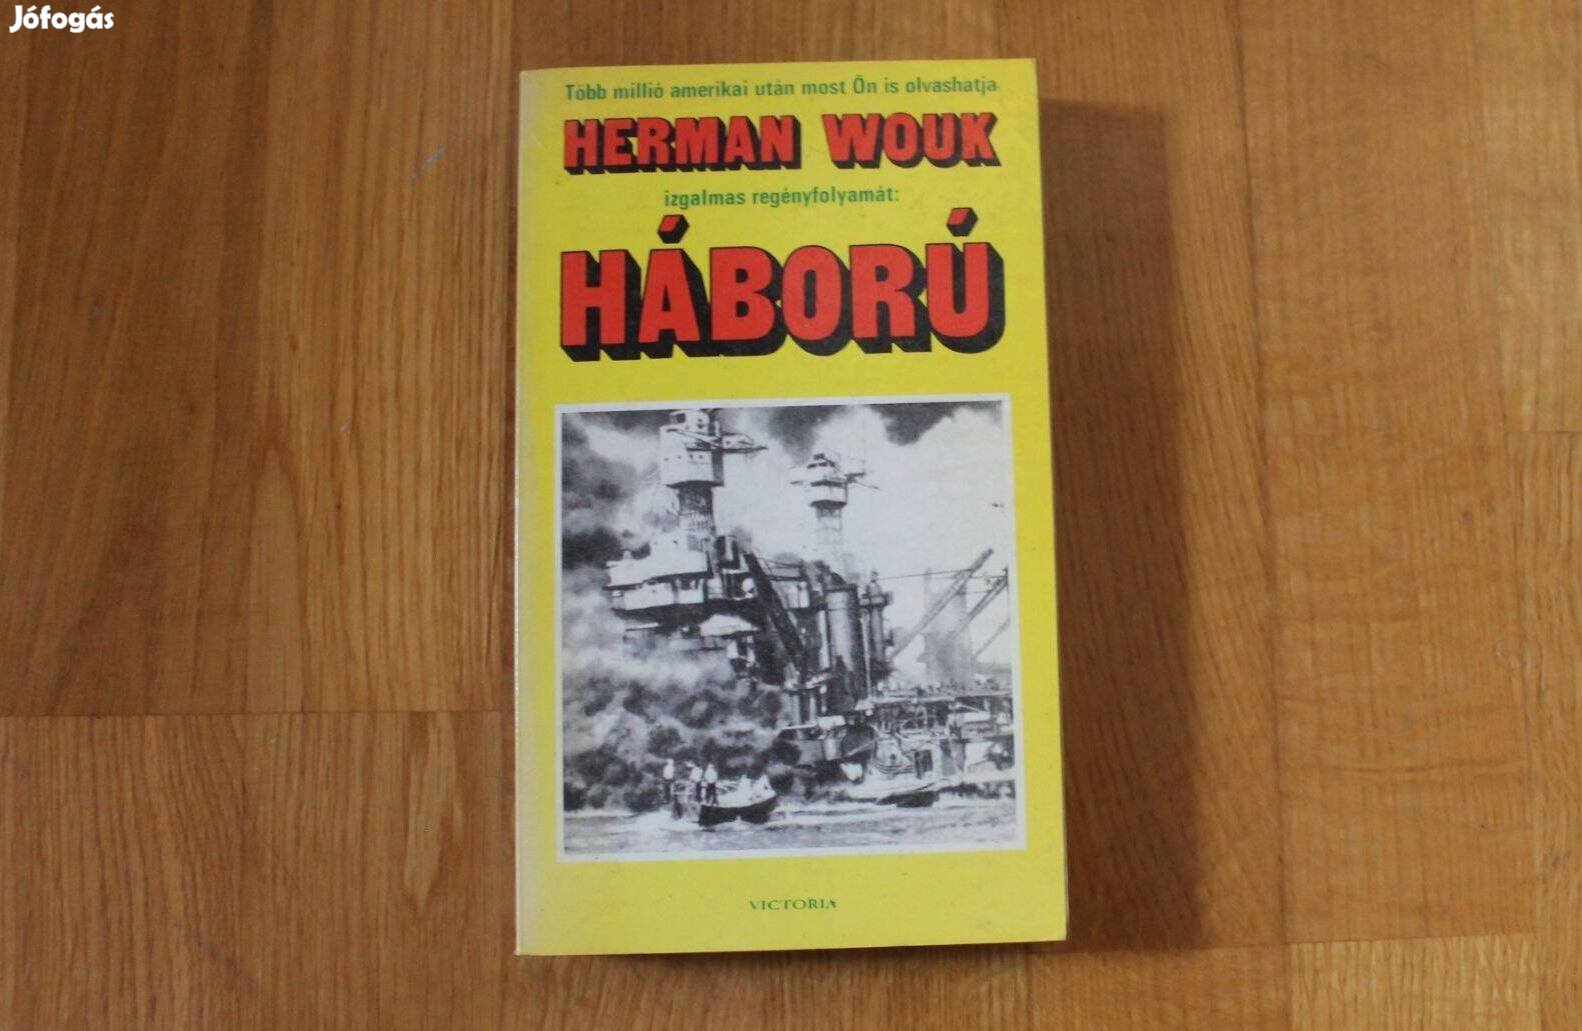 Jófogás
Több millió amerikai után most Ön is olvashatja
HERMAN WOUK
izgalmas regényfolyamát:
HÁBORÚ
VICTORIA